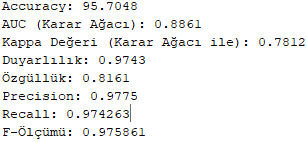 Accuracy: 95.7048
AUC (Karar Ağacı): 0.8861
Kappa Değeri (Karar Ağacı ile): 0.7812
Duyarlılık: 0.9743
Özgüllük: 0.8161
Precision: 0.9775
Recall: 0.974263
F-Ölçümü: 0.975861